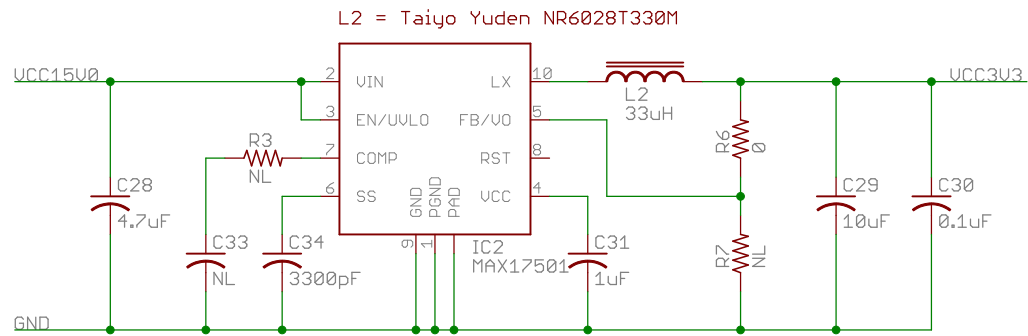 L2 = Taiyo Yuden NR6028T330M
VCC15V0
2
VIN
LX
10
VCC3V3
L2
33uH
3
EN/UVLO
FB/VO
5
R3
NL
7
COMP
RST
8
R6
0
6
SS
VCC
4
C28
4.7uF
GND
PGND
PAD
9
1
IC2
MAX17501
C33
NL
C34
3300pF
C31
1uF
R7
NL
C29
10uF
C30
0.1uF
GND